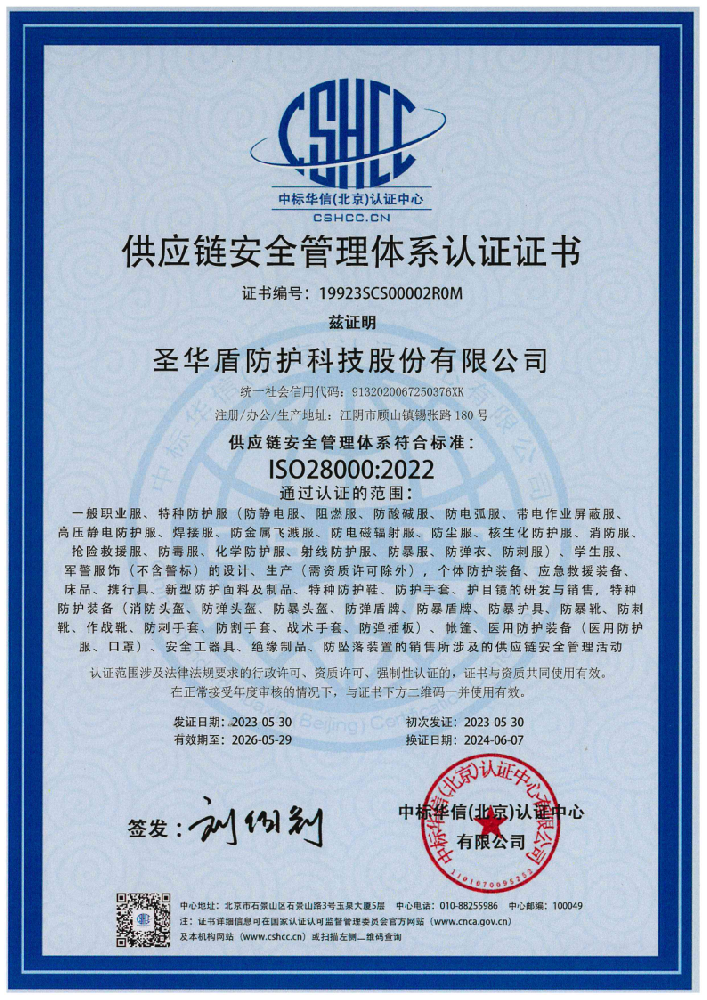 CSHCC
中标华信(北京)认证中心
CSHCC.CN
供应链安全管理体系认证证书
证书编号：19923SCS00002R0M
兹证明
圣华盾防护科技股份有限公司
统一社会信用代码：9132020067250376XK
注册/办公/生产地址：江阴市顾山镇锡张路 180 号
供应链安全管理体系符合标准：
ISO28000:2022
通过认证的范围：
一般职业服、特种防护服（防静电服、阻燃服、防酸碱服、防电弧服、带电作业屏蔽服、
高压静电防护服、焊接服、防金属飞溅服、防电磁辐射服、防尘服、核生化防护服、消防服、
抢险救援服、防毒服、化学防护服、射线防护服、防暴服、防弹衣、防刺服）、学生服、
军警服饰（不含警标）的设计、生产（需资质许可除外），个体防护装备、应急救援装备、
床品、携行具、新型防护面料及制品、特种防护鞋、防护手套、护目镜的研发与销售，特种
防护装备（消防头盔、防弹头盔、防暴头盔、防弹盾牌、防暴盾牌、防暴护具、防暴靴、防刺
靴、作战靴、防刺手套、防割手套、战术手套、防弹插板）、帐篷、医用防护装备（医用防护
服、口罩）、安全工器具、绝缘制品、防坠落装置的销售所涉及的供应链安全管理活动
认证范围涉及法律法规要求的行政许可、资质许可、强制性认证的，证书与资质共同使用有效。
在正常接受年度审核的情况下，与证书下方二维码一并使用有效。
发证日期：2023 05 30 初次发证：2023 05 30
有效期至：2026-05-29 换证日期：2024-06-07
签发：
中标华信(北京)认证中心
有限公司
中标华信(北京)认证中心有限公司
中心地址：北京市石景山区石景山路3号玉泉大厦5层 中心电话：010-88255986 中心邮编：100049
注：证书详细信息可在国家认证认可监督管理委员会官方网站（www.cnca.gov.cn）
及本机构网站（www.cshcc.cn）或扫描左侧二维码查询